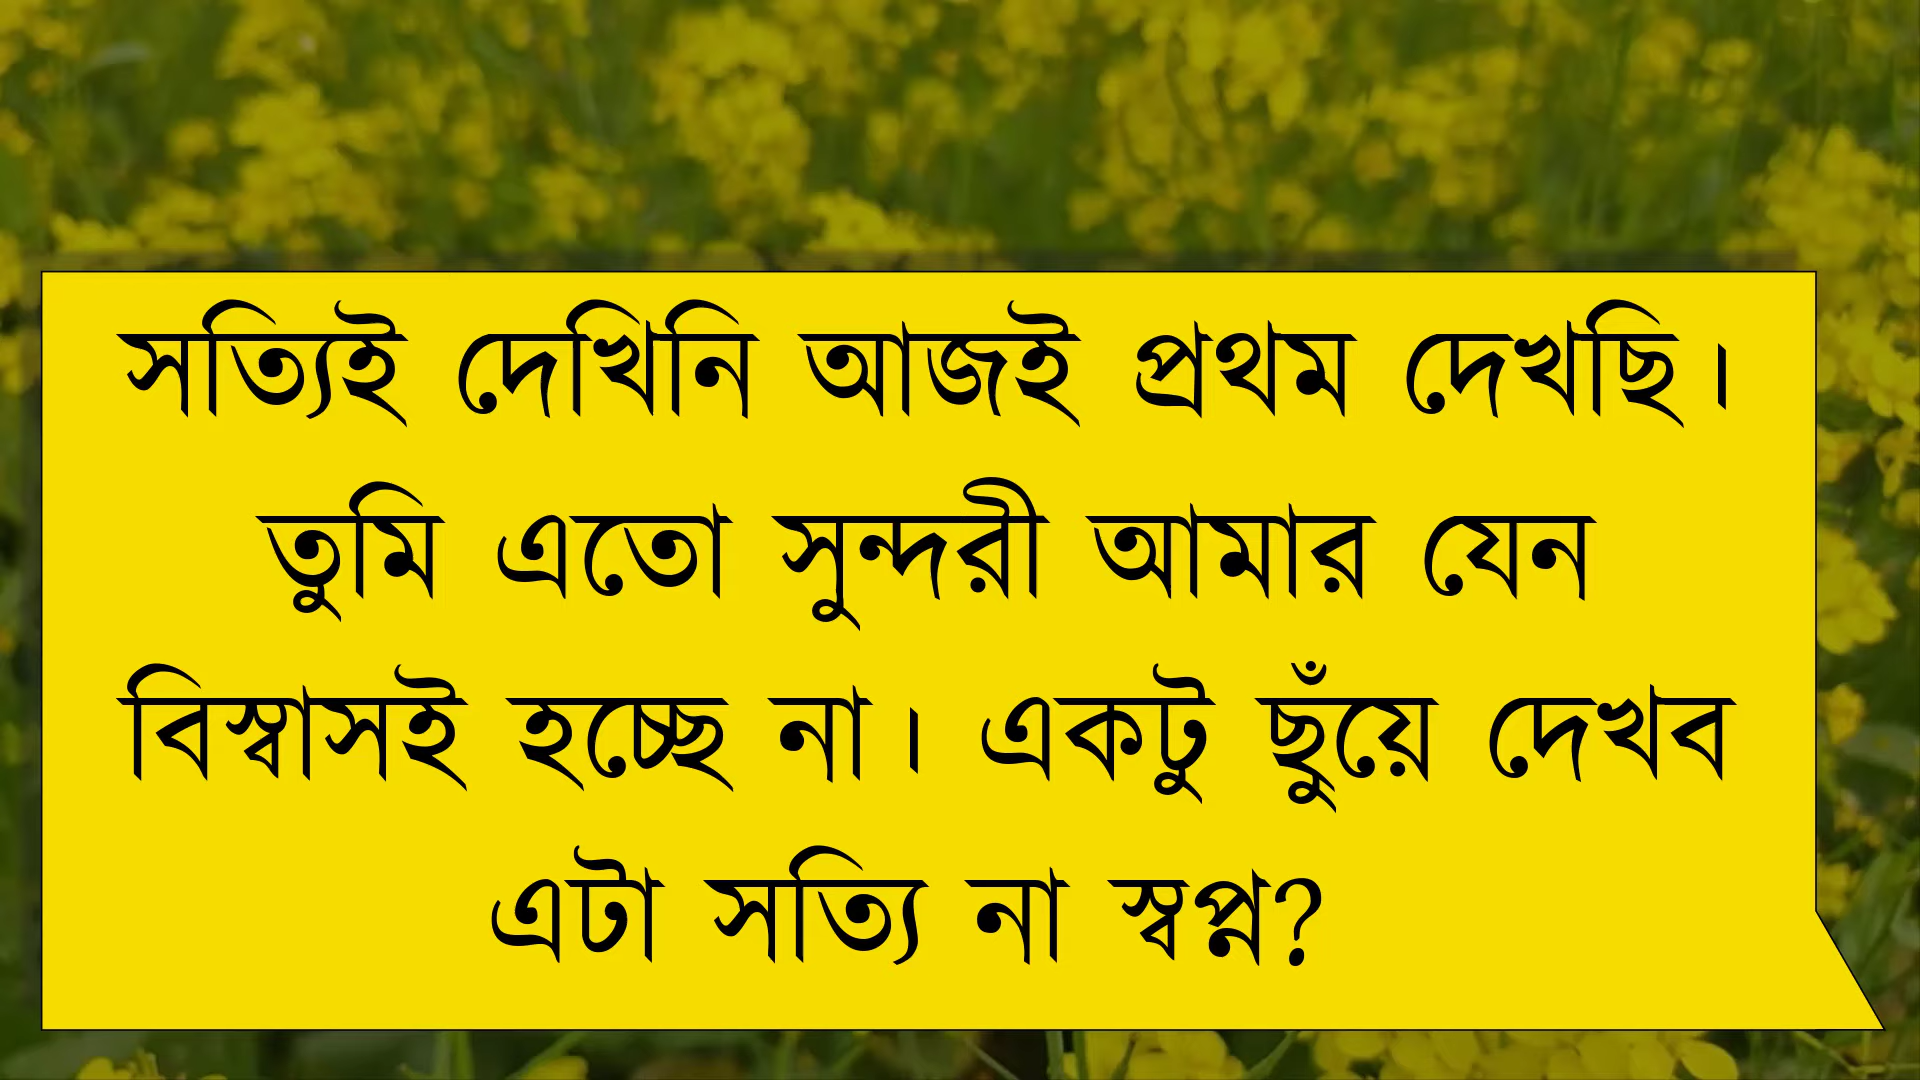 সত্যিই দেখিনি আজই প্রথম দেখছি।
তুমি এতো সুন্দরী আমার যেন
বিস্বাসই হচ্ছে না। একটু ছুঁয়ে দেখব
এটা সত্যি না স্বপ্ন?